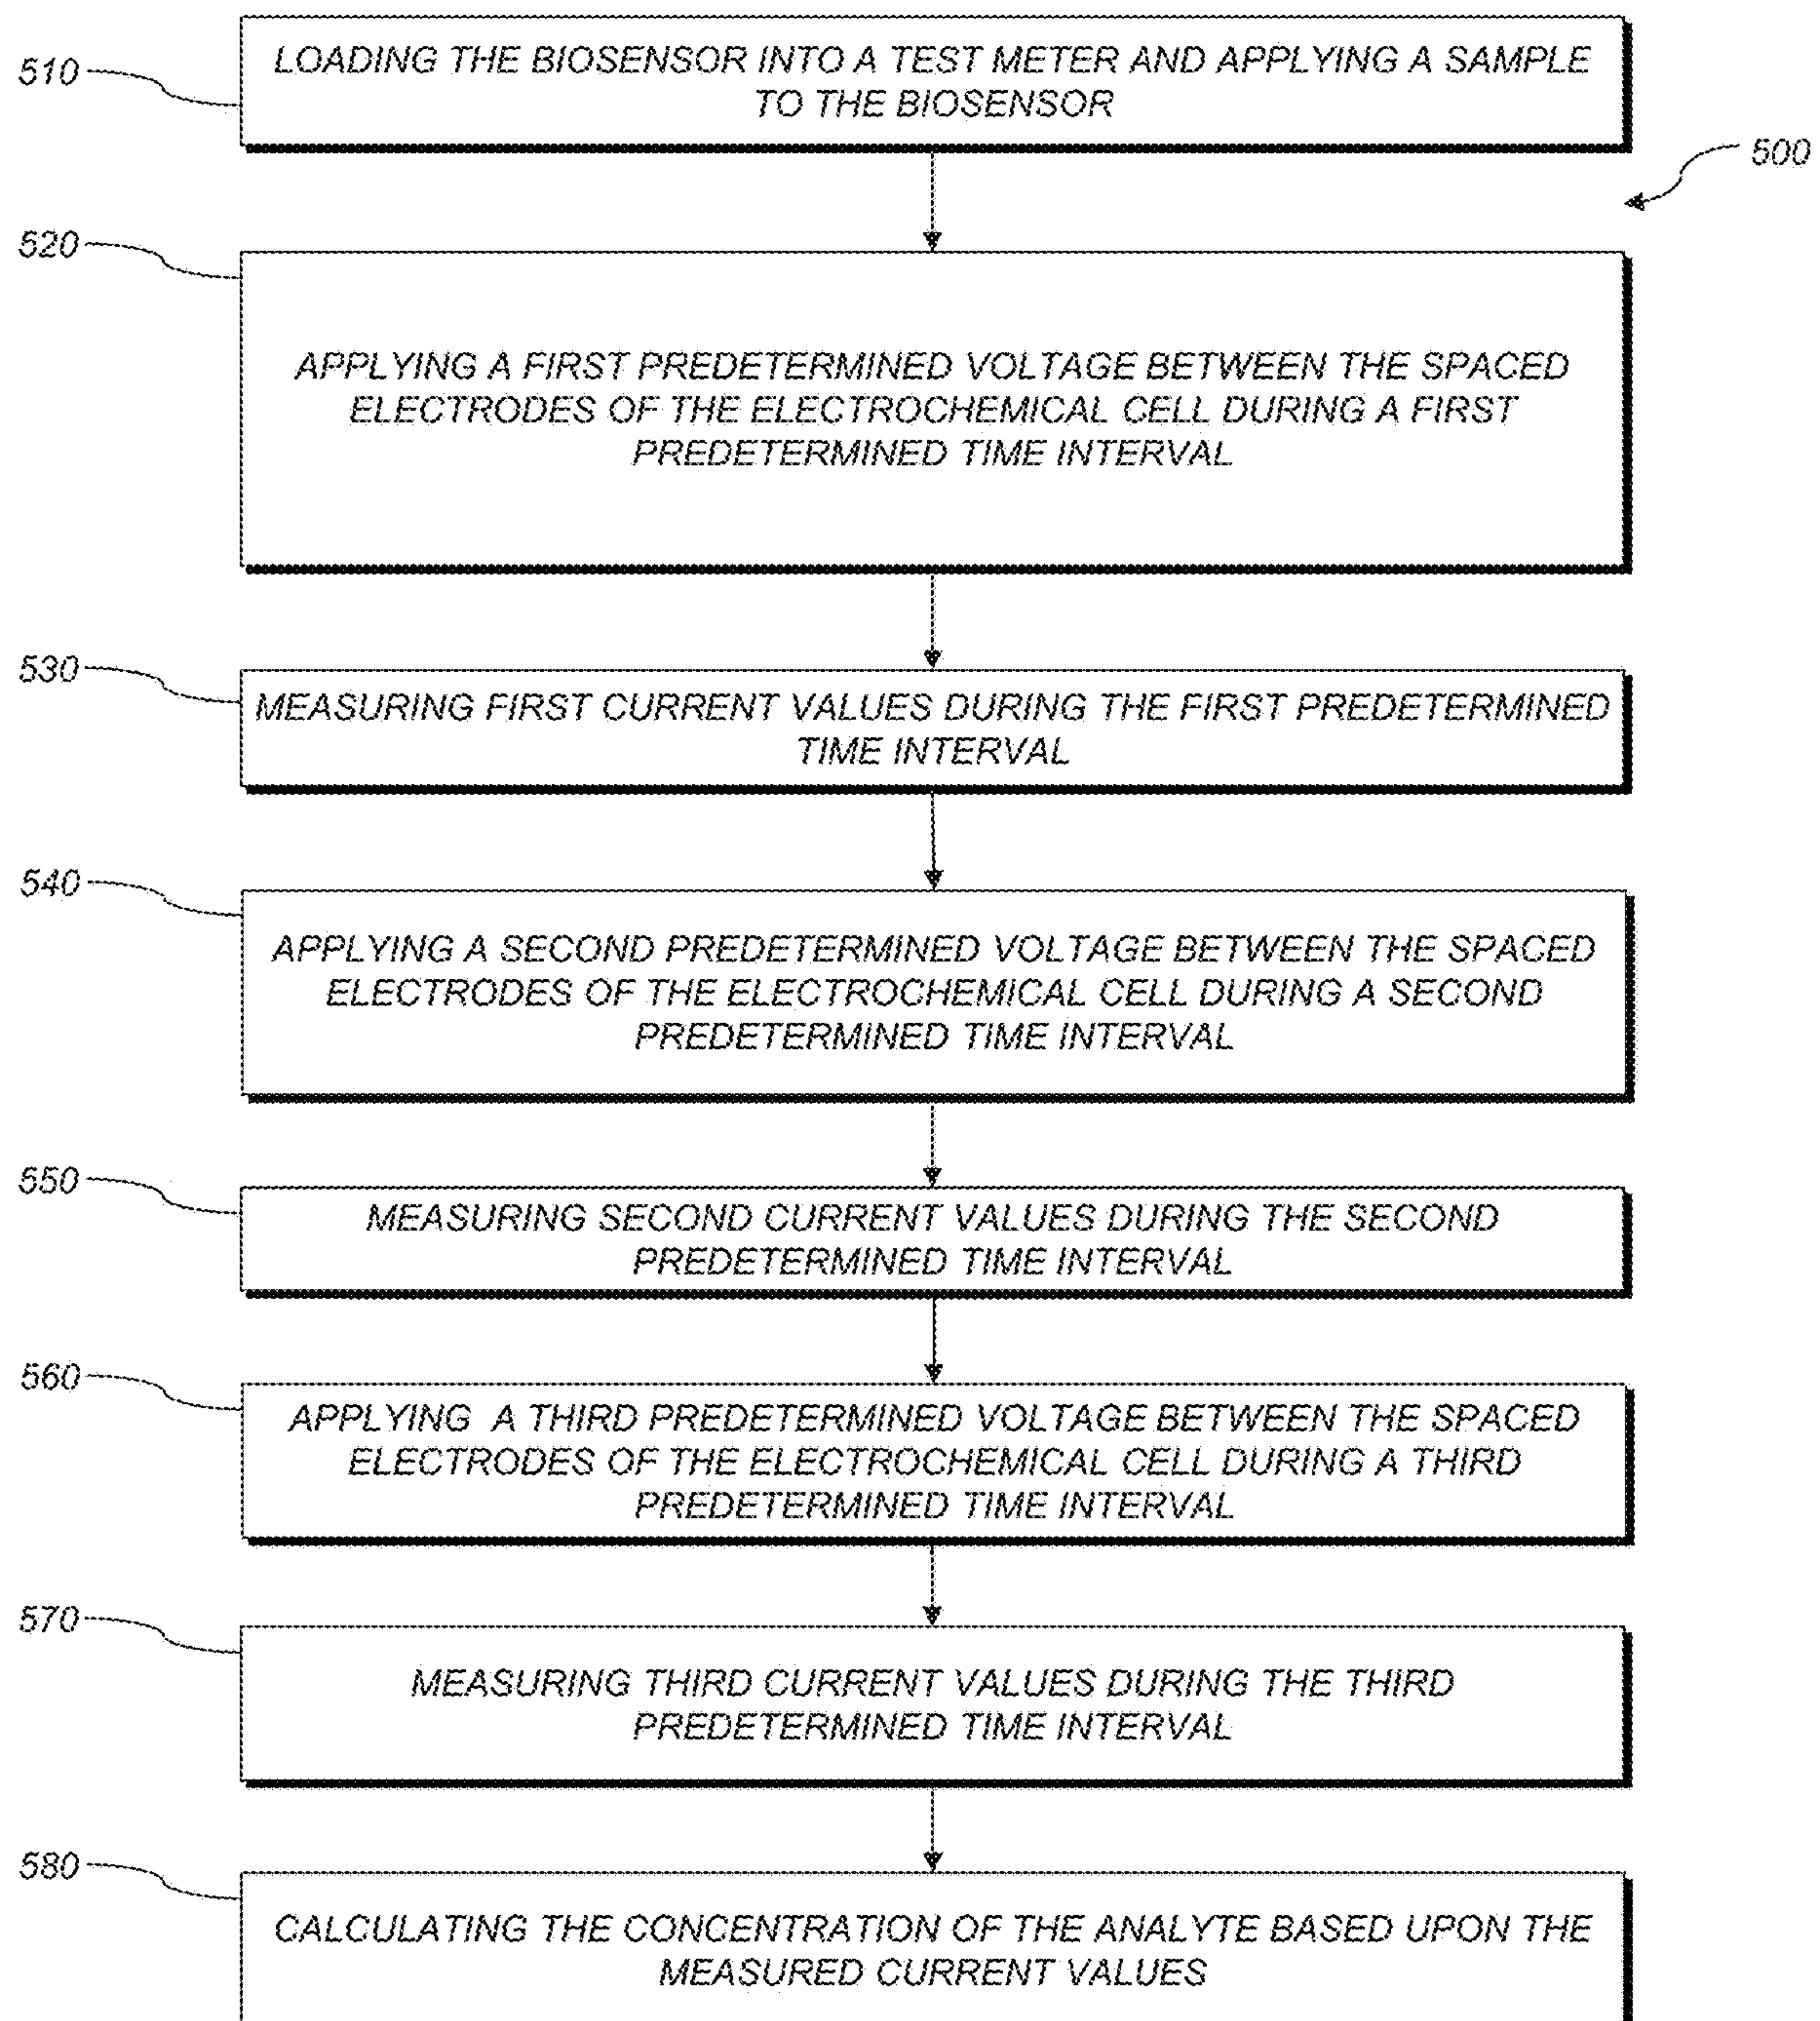 510
LOADING THE BIOSENSOR INTO A TEST METER AND APPLYING A SAMPLE
TO THE BIOSENSOR
500
520
APPLYING A FIRST PREDETERMINED VOLTAGE BETWEEN THE SPACED
ELECTRODES OF THE ELECTROCHEMICAL CELL DURING A FIRST
PREDETERMINED TIME INTERVAL
530
MEASURING FIRST CURRENT VALUES DURING THE FIRST PREDETERMINED
TIME INTERVAL
540
APPLYING A SECOND PREDETERMINED VOLTAGE BETWEEN THE SPACED
ELECTRODES OF THE ELECTROCHEMICAL CELL DURING A SECOND
PREDETERMINED TIME INTERVAL
550
MEASURING SECOND CURRENT VALUES DURING THE SECOND
PREDETERMINED TIME INTERVAL
560
APPLYING A THIRD PREDETERMINED VOLTAGE BETWEEN THE SPACED
ELECTRODES OF THE ELECTROCHEMICAL CELL DURING A THIRD
PREDETERMINED TIME INTERVAL
570
MEASURING THIRD CURRENT VALUES DURING THE THIRD
PREDETERMINED TIME INTERVAL
580
CALCULATING THE CONCENTRATION OF THE ANALYTE BASED UPON THE
MEASURED CURRENT VALUES